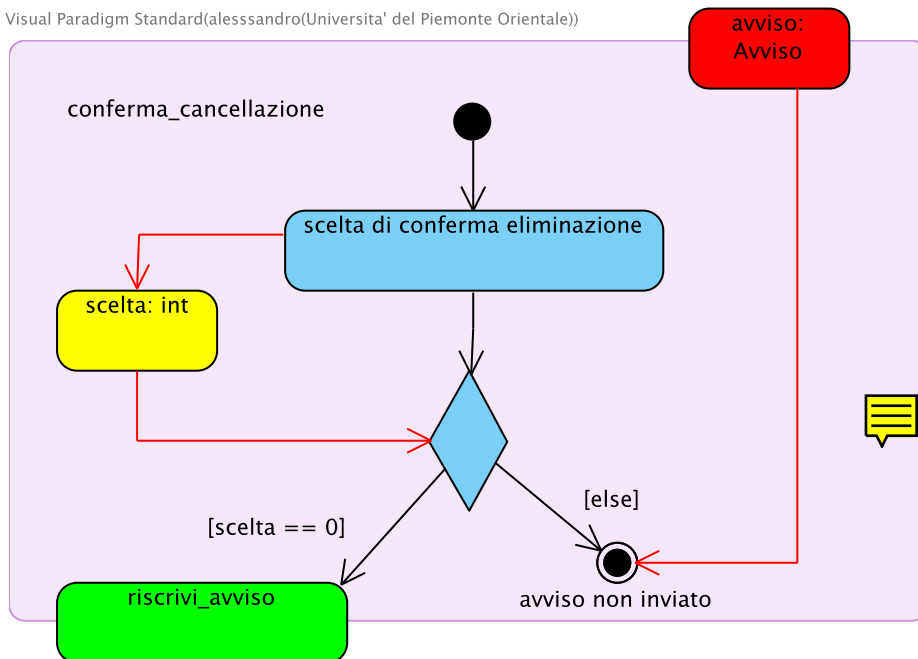 Visual Paradigm Standard(alesssandro(Universita' del Piemonte Orientale))
avviso:
Avviso
conferma_cancellazione
scelta di conferma eliminazione
scelta: int
[else]
[scelta == 0]
riscrivi_avviso
avviso non inviato